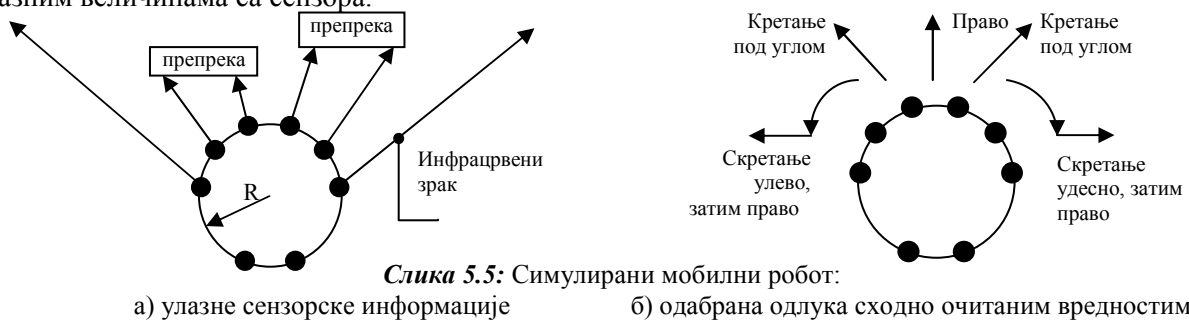 величинама са сензора.
препрека
препрека
R
Инфрацрвени
зрак
Кретање
под углом
Право
Кретање
под углом
Скретање
улево,
затим право
Скретање
удесно, затим
право
Слика 5.5: Симулирани мобилни робот:
а) улазне сензорске информације б) одабрана одлука сходно очитаним вредностим